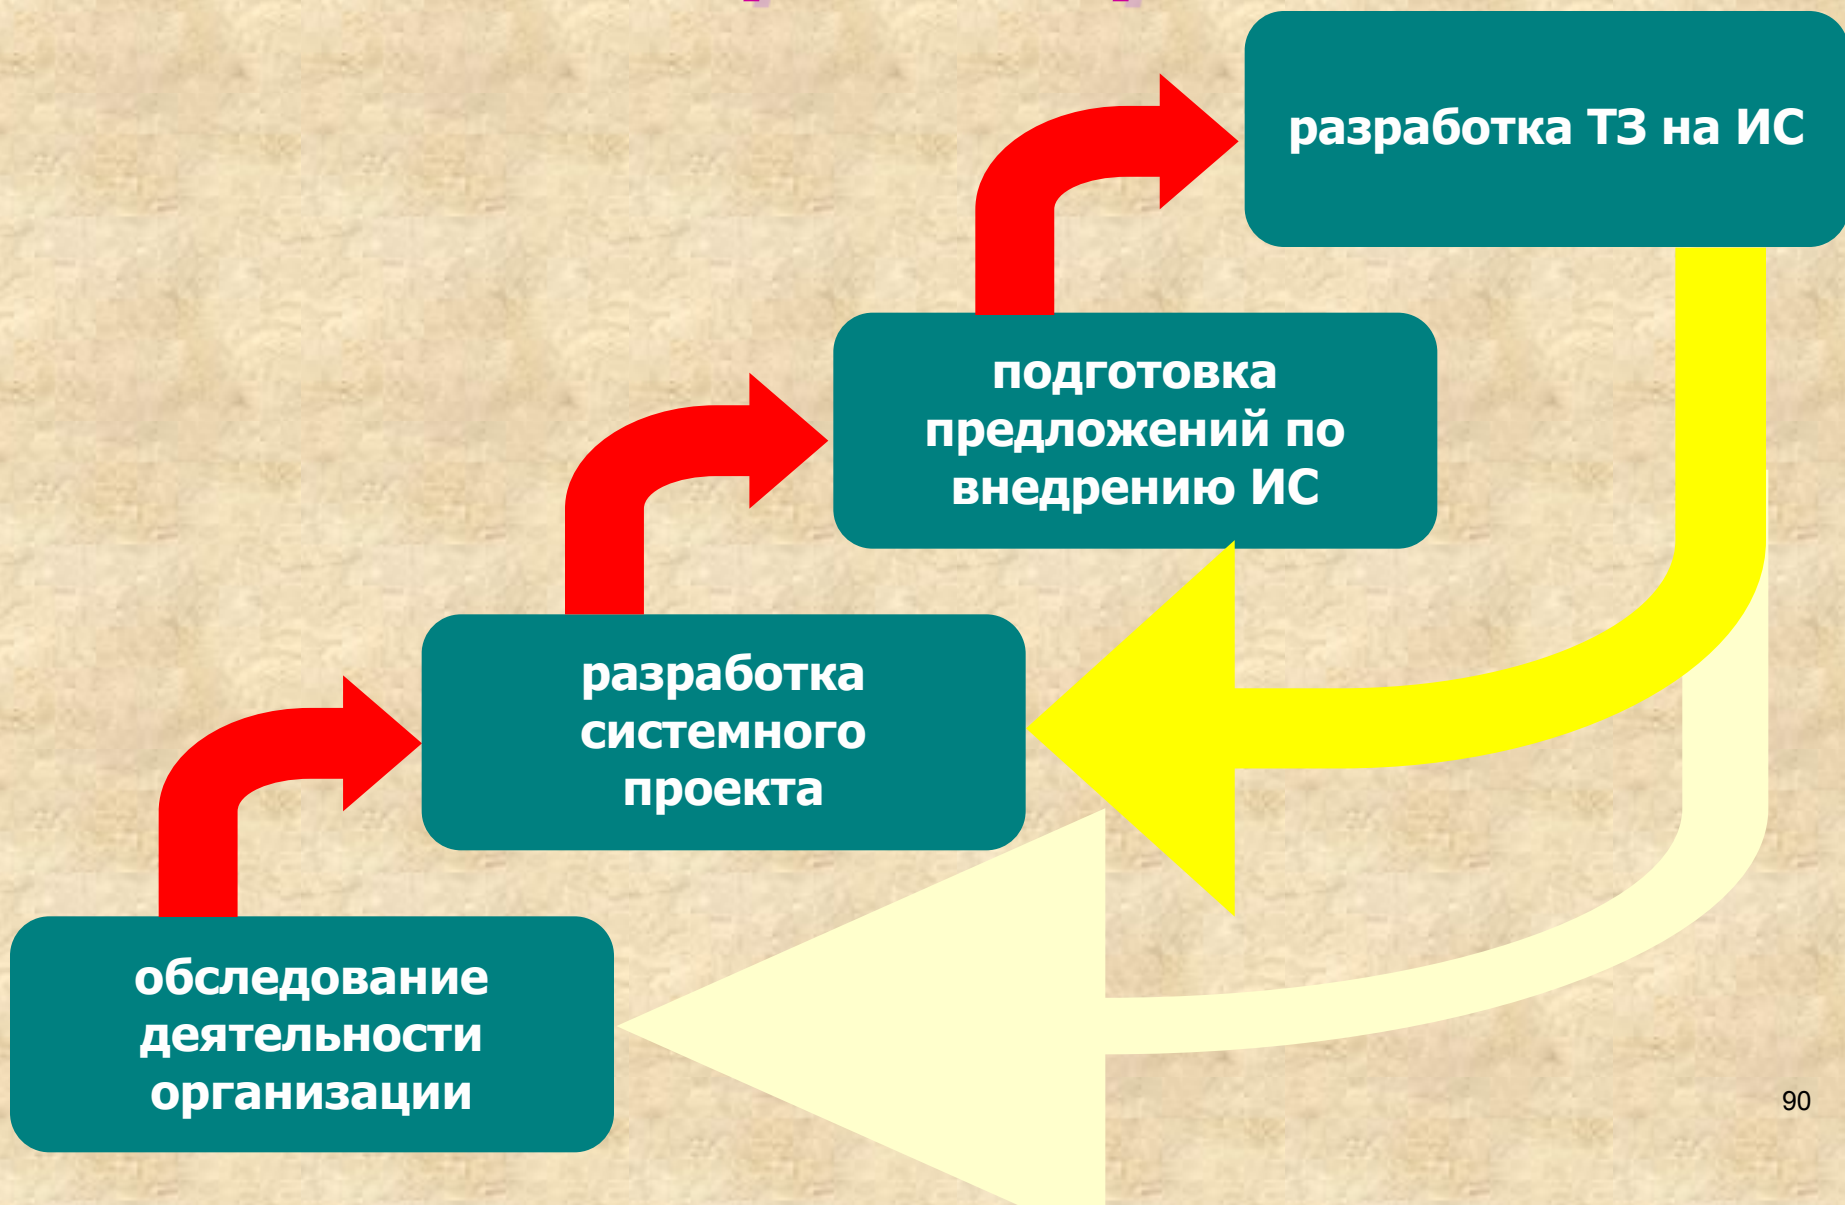 разработка ТЗ на ИС
подготовка
предложений по
внедрению ИС
разработка
системного
проекта
обследование
деятельности
организации
90